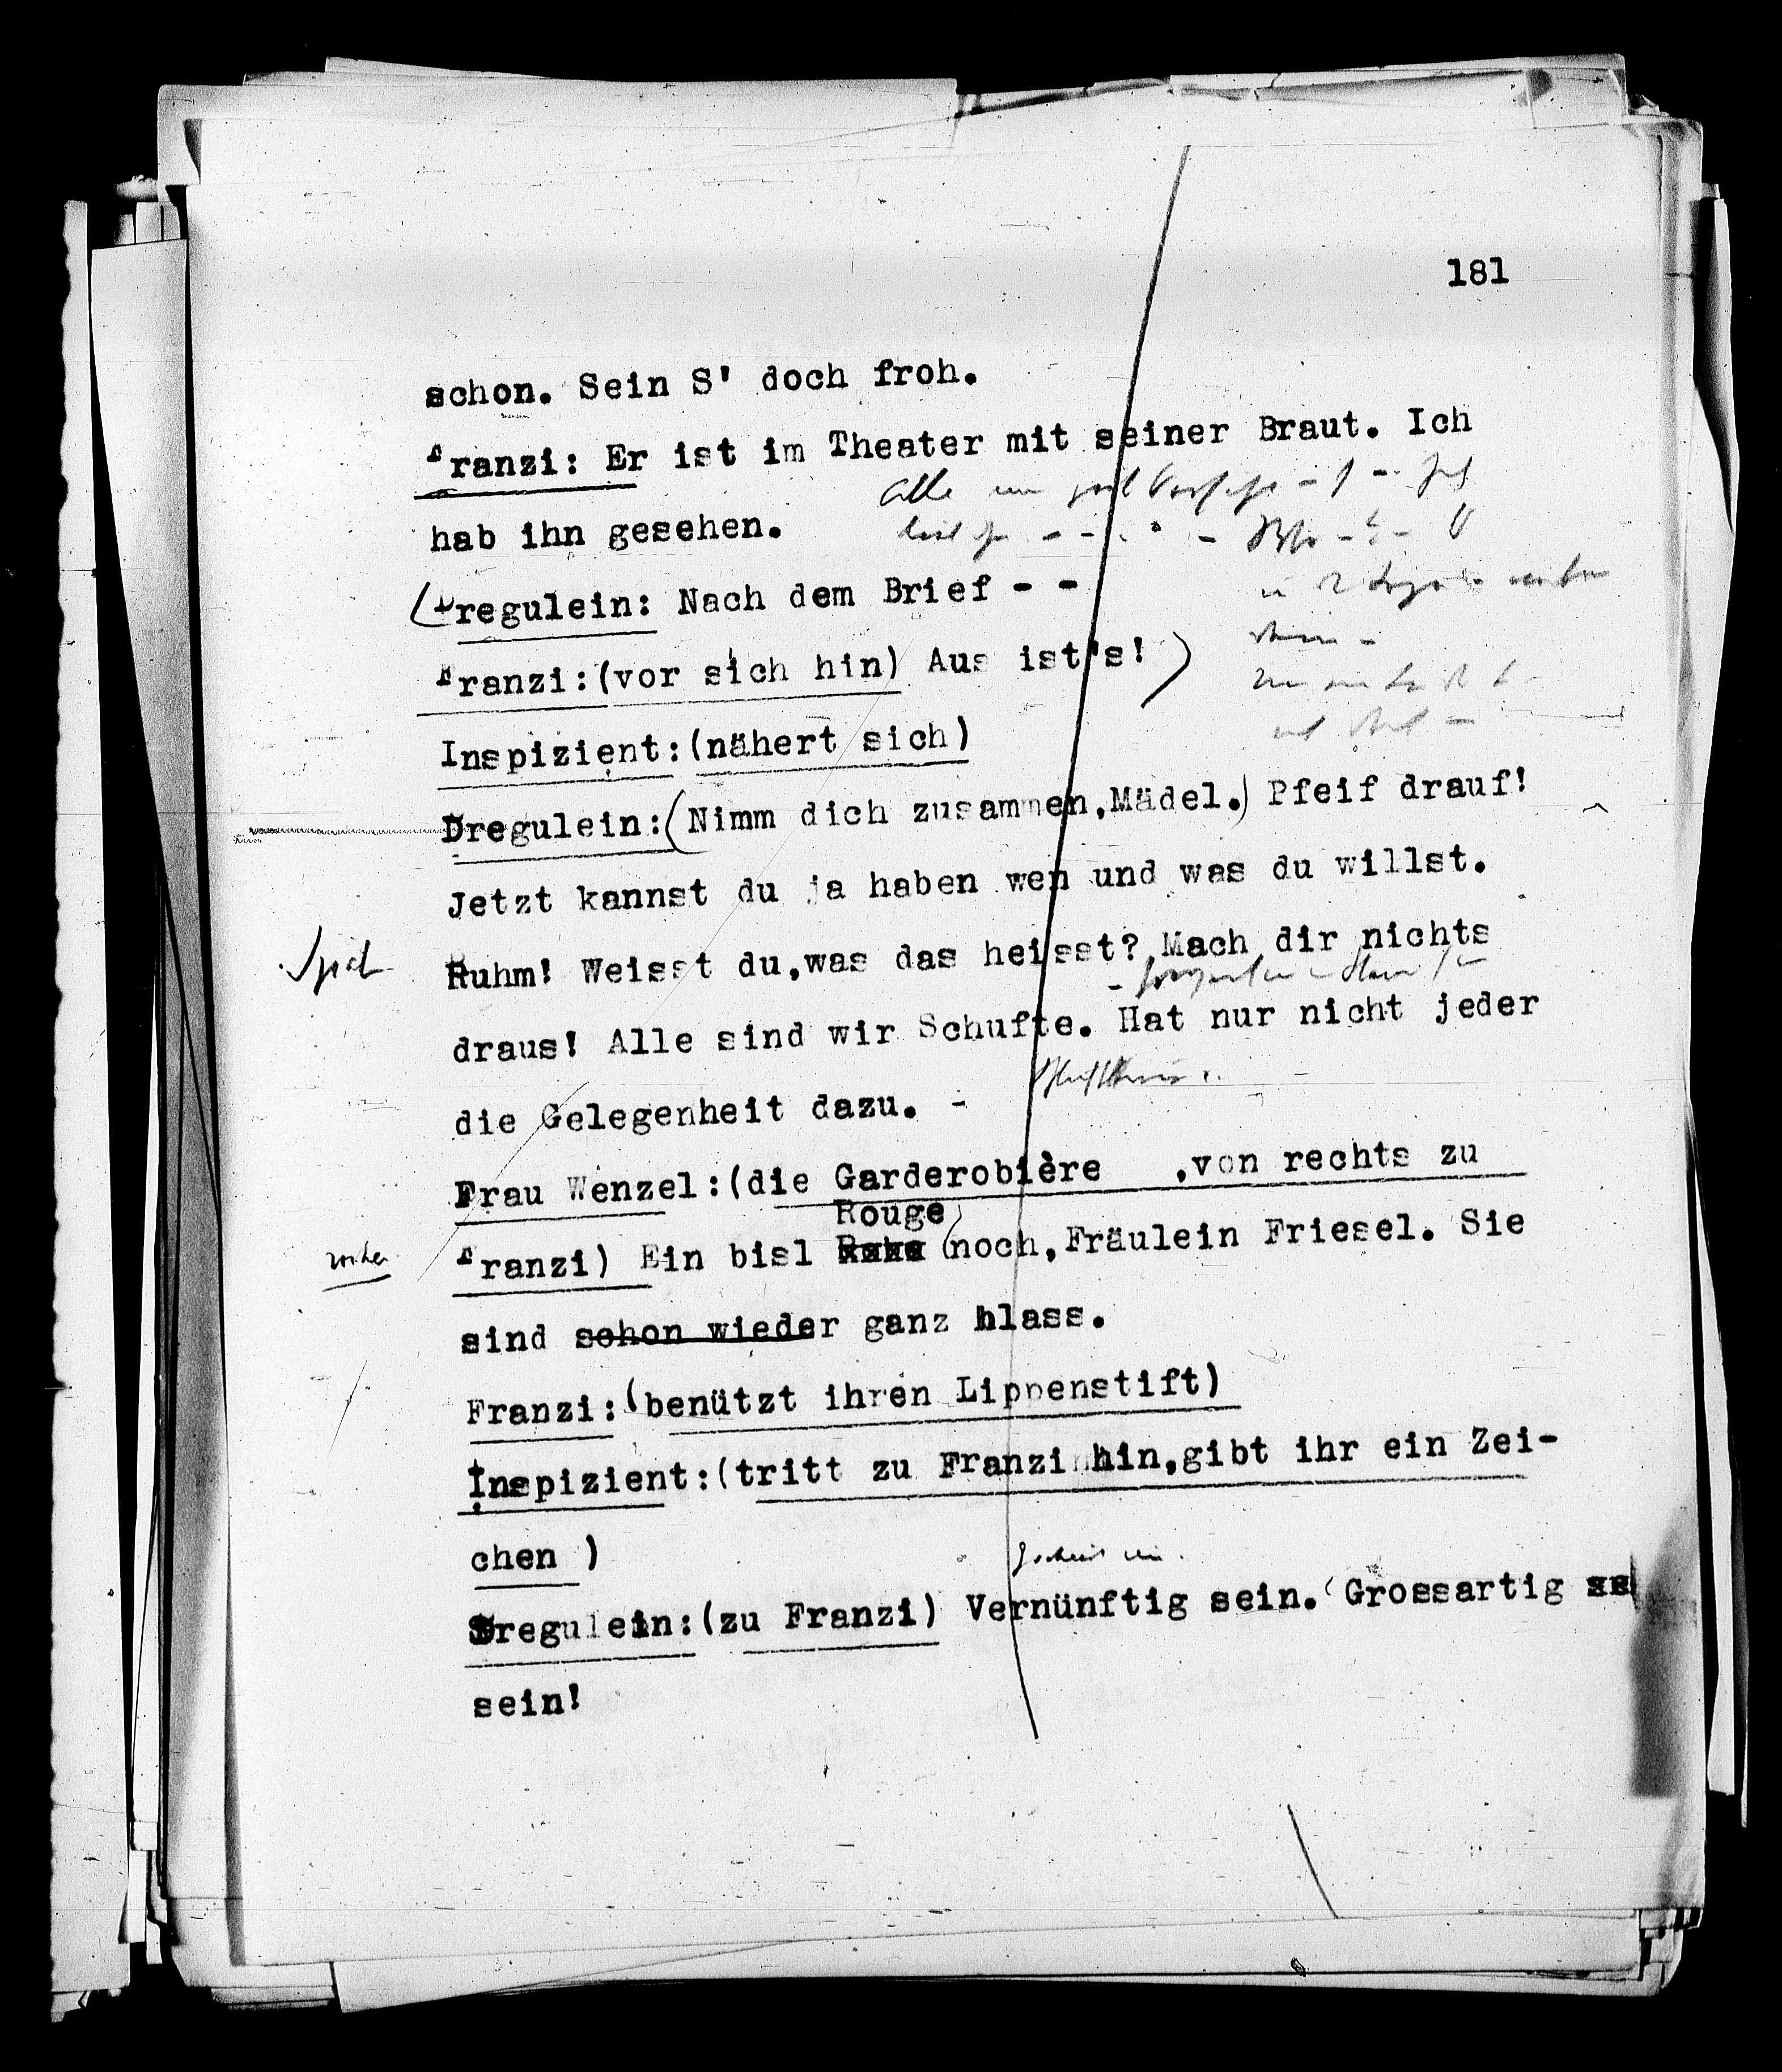 181
schon. Sein S' doch froh.
Franzi: Er ist im Theater mit seiner Braut. Ich
hab ihn gesehen.
(Dregulein: Nach dem Brief - -
Franzi:(vor sich hin) Aus ist's!)
Inspizient:(nähert sich)
Dregulein:(Nimm dich zusammen,Mädel.) Pfeif drauf!
Jetzt kannst du ja haben wen und was du willst.
Ruhm! Weisst du,was das heisst? Mach dir nichts
draus! Alle sind wir Schufte. Hat nur nicht jeder
die Gelegenheit dazu. -
Frau Wenzel:(die Garderobière ,von rechts zu
Rouge
Franzi) Ein bisl (noch,Fräulein Friesel. Sie
vorher
sind schon wieder ganz blass.
Franzi:(benützt ihren Lippenstift)
Inspizient:(tritt zu Franzi hin,gibt ihr ein Zei-
chen )
Dregulein:(zu Franzi) Vernünftig sein. (Grossartig
sein!